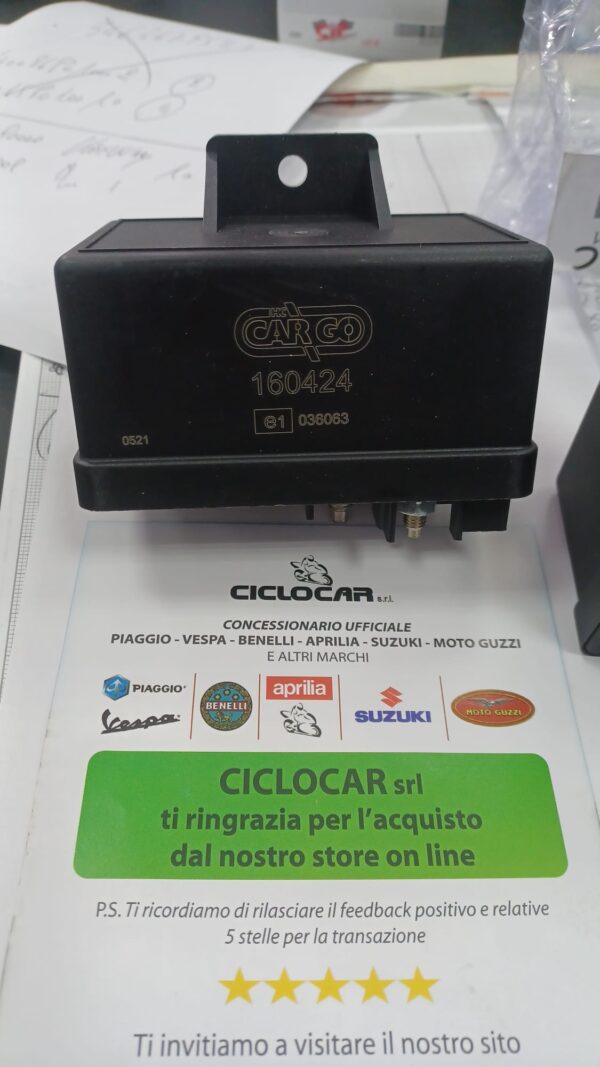 HC
CARGO
160424
e1 036063
0521
CICLOCAR s.r.l.
CONCESSIONARIO UFFICIALE
PIAGGIO - VESPA - BENELLI - APRILIA - SUZUKI - MOTO GUZZI
E ALTRI MARCHI
PIAGGIO
Vespa
BENELLI
aprilia
SUZUKI
MOTO GUZZI
CICLOCAR srl
ti ringrazia per l'acquisto
dal nostro store on line
P.S. Ti ricordiamo di rilasciare il feedback positivo e relative
5 stelle per la transazione
Ti invitiamo a visitare il nostro sito